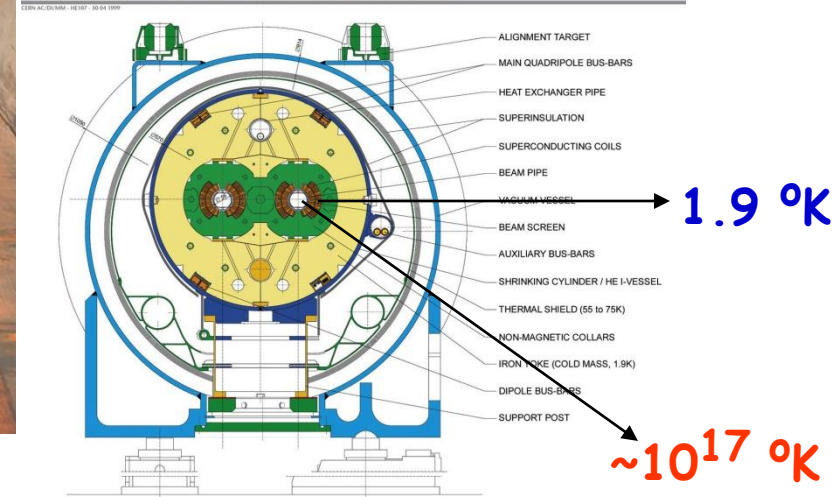 CERN AC/DI/MM - HE107 - 30 04 1999
ALIGNMENT TARGET
MAIN QUADRIPOLE BUS-BARS
HEAT EXCHANGER PIPE
SUPERINSULATION
SUPERCONDUCTING COILS
BEAM PIPE
VACUUM VESSEL
BEAM SCREEN
AUXILIARY BUS-BARS
SHRINKING CYLINDER / HE I-VESSEL
THERMAL SHIELD (55 to 75K)
NON-MAGNETIC COLLARS
IRON YOKE (COLD MASS, 1.9K)
DIPOLE BUS-BARS
SUPPORT POST
1.9 ºK
~10¹⁷ ºK